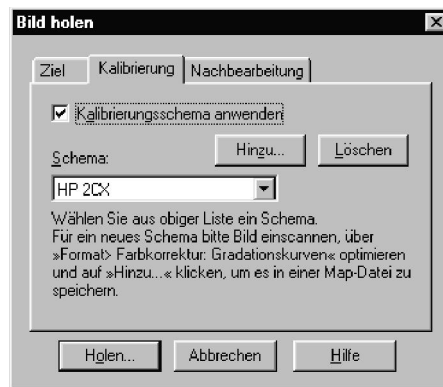 Bild holen
Ziel Kalibrierung Nachbearbeitung
Kalibrierungsschema anwenden
Schema: Hinzu... Löschen
HP 2CX
Wählen Sie aus obiger Liste ein Schema.
Für ein neues Schema bitte Bild einscannen, über
»Format> Farbkorrektur: Gradationskurven« optimieren
und auf »Hinzu...« klicken, um es in einer Map-Datei zu
speichern.
Holen... Abbrechen Hilfe